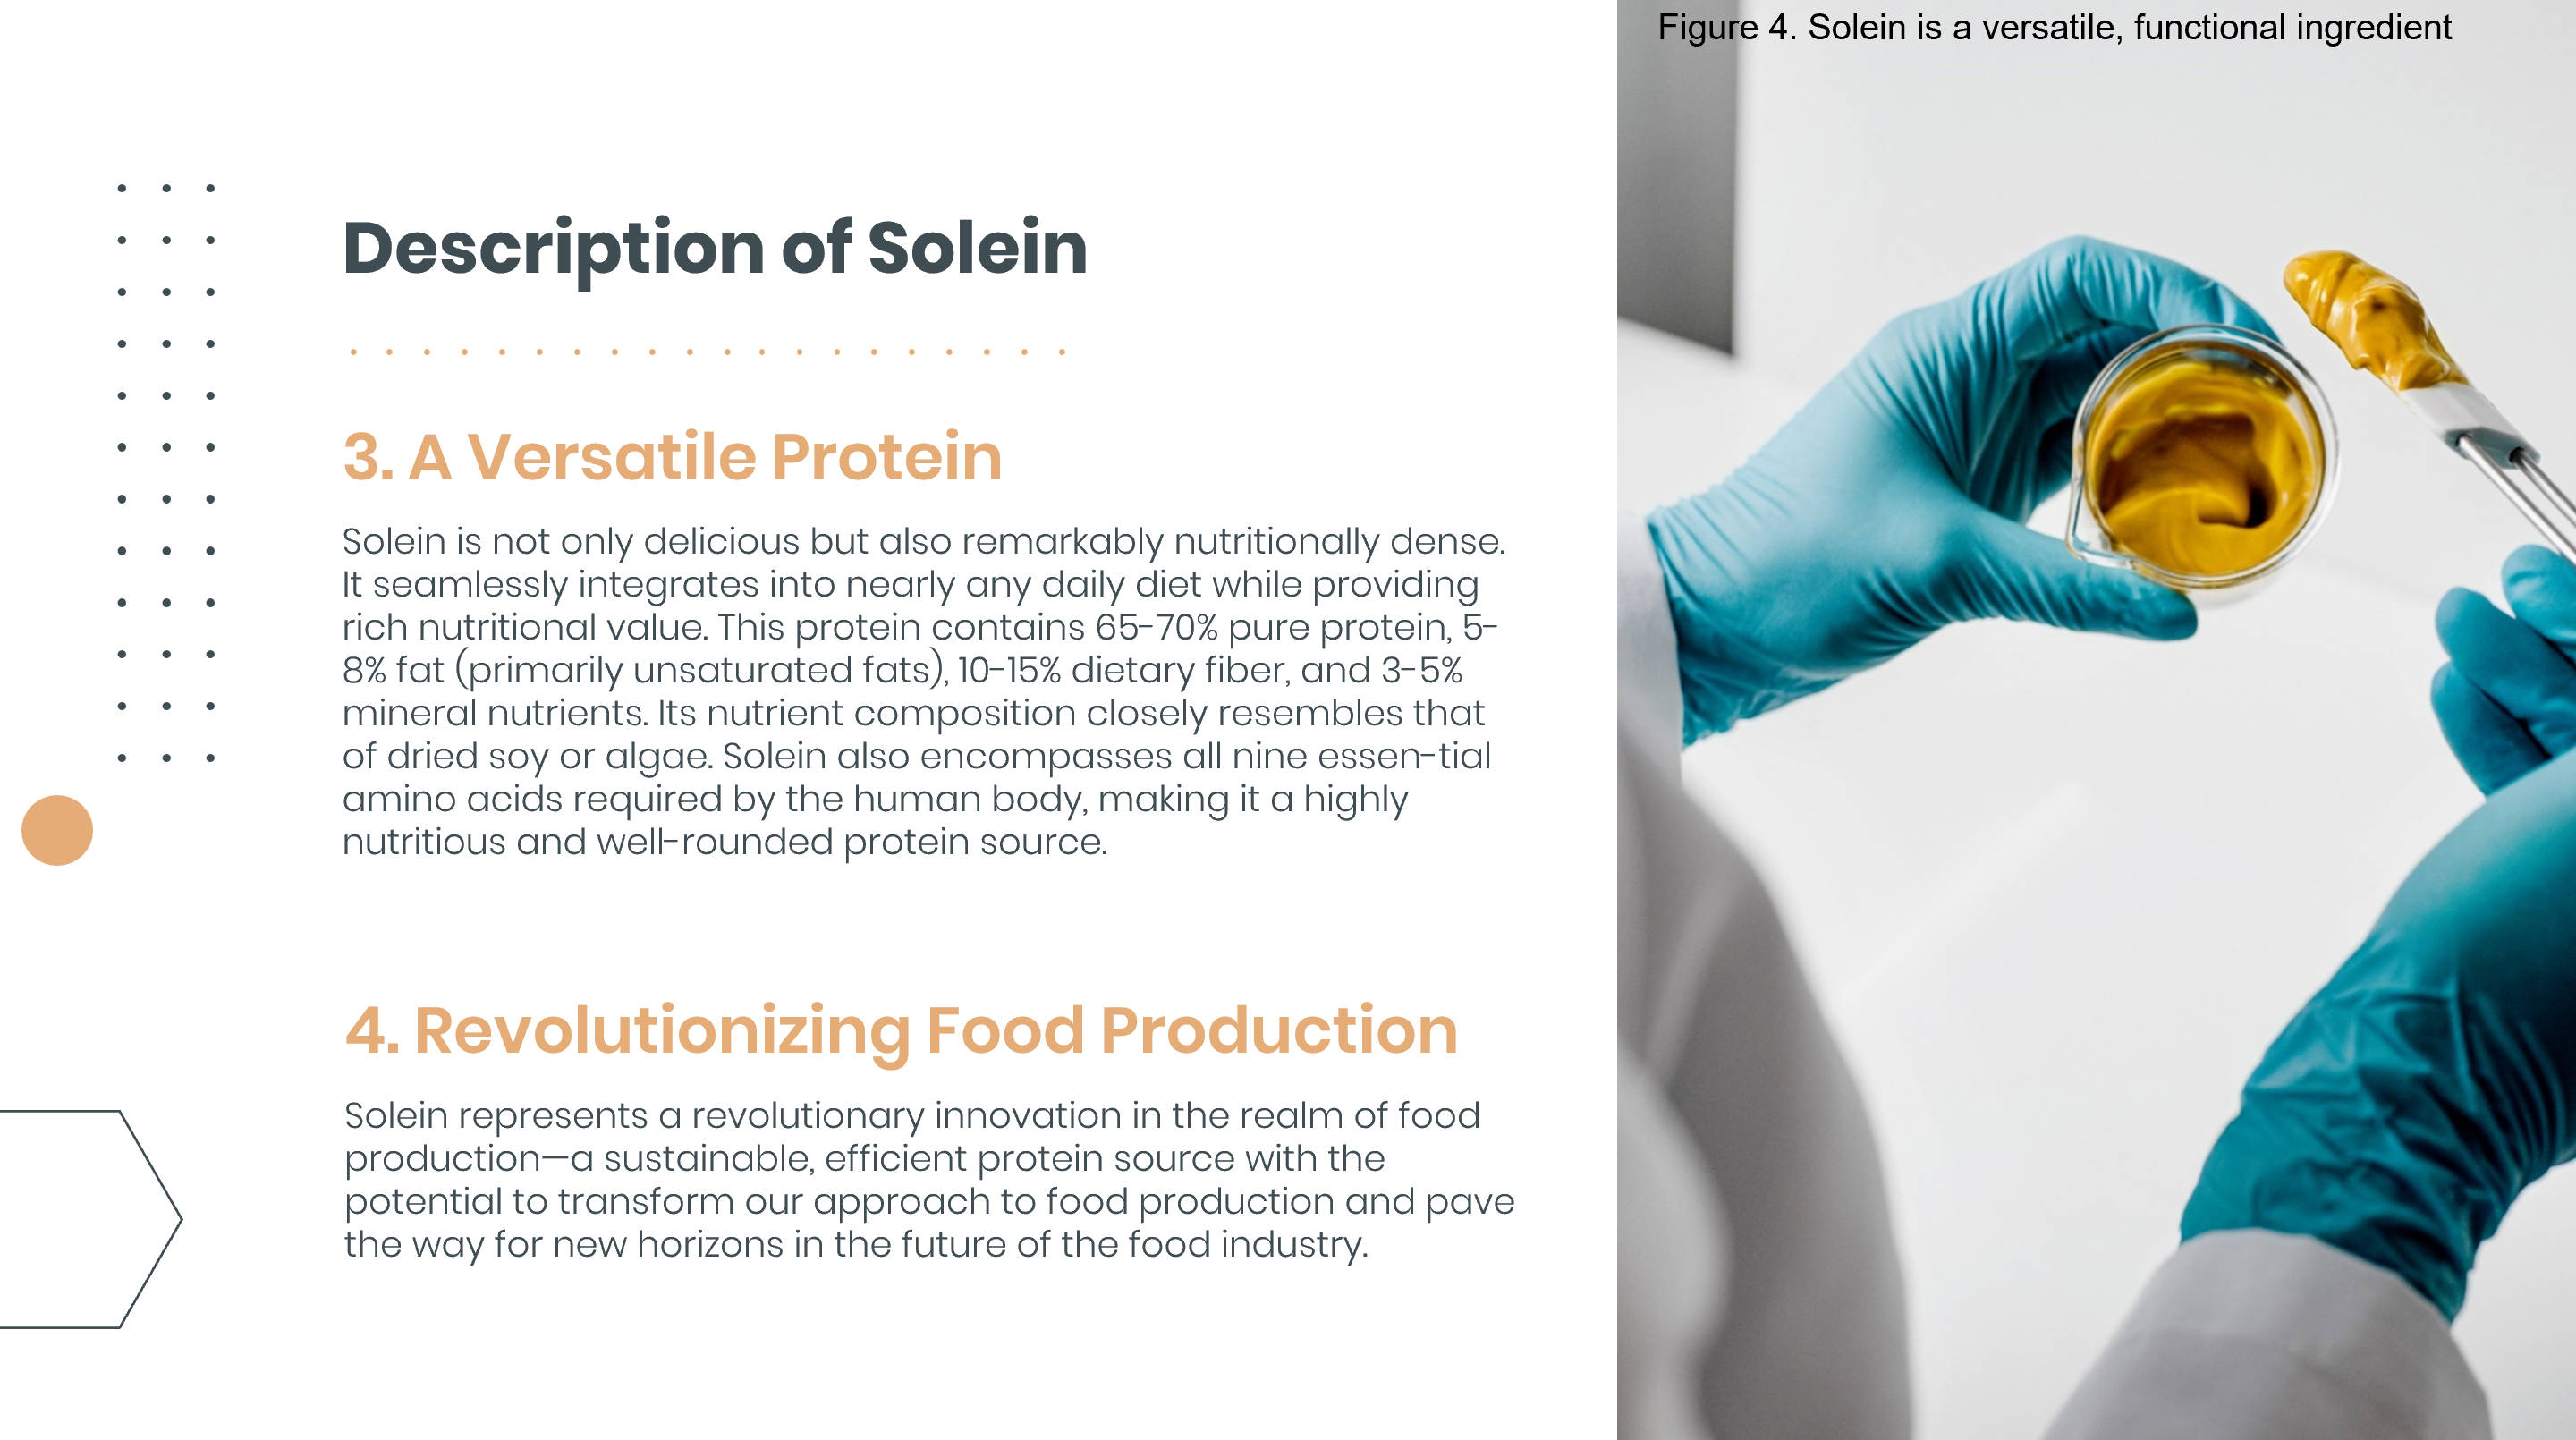 Figure 4. Solein is a versatile, functional ingredient
Description of Solein
3. A Versatile Protein
Solein is not only delicious but also remarkably nutritionally dense.
It seamlessly integrates into nearly any daily diet while providing
rich nutritional value. This protein contains 65-70% pure protein, 5-
8% fat (primarily unsaturated fats), 10-15% dietary fiber, and 3-5%
mineral nutrients. Its nutrient composition closely resembles that
of dried soy or algae. Solein also encompasses all nine essen-tial
amino acids required by the human body, making it a highly
nutritious and well-rounded protein source.
4. Revolutionizing Food Production
Solein represents a revolutionary innovation in the realm of food
production—a sustainable, efficient protein source with the
potential to transform our approach to food production and pave
the way for new horizons in the future of the food industry.